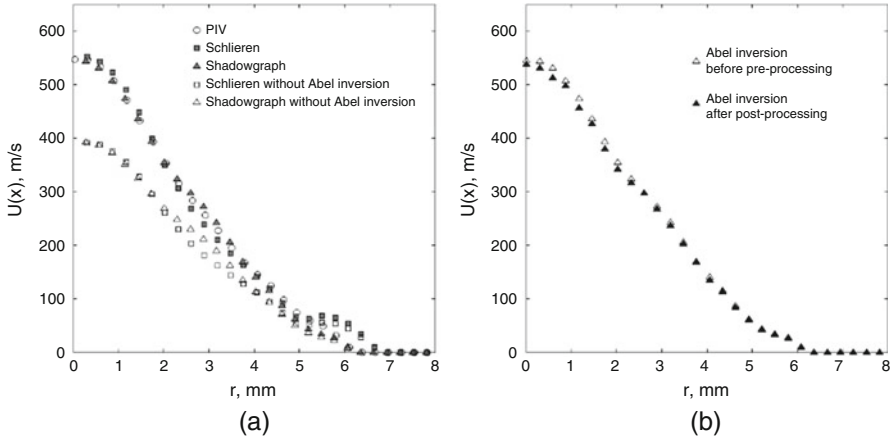 600
500
400
300
200
100
0
U(x), m/s
0 1 2 3 4 5 6 7 8
r, mm
PIV
Schlieren
Shadowgraph
Schlieren without Abel inversion
Shadowgraph without Abel inversion
(a)
600
500
400
300
200
100
0
U(x), m/s
0 1 2 3 4 5 6 7 8
r, mm
Abel inversion
before pre-processing
Abel inversion
after post-processing
(b)